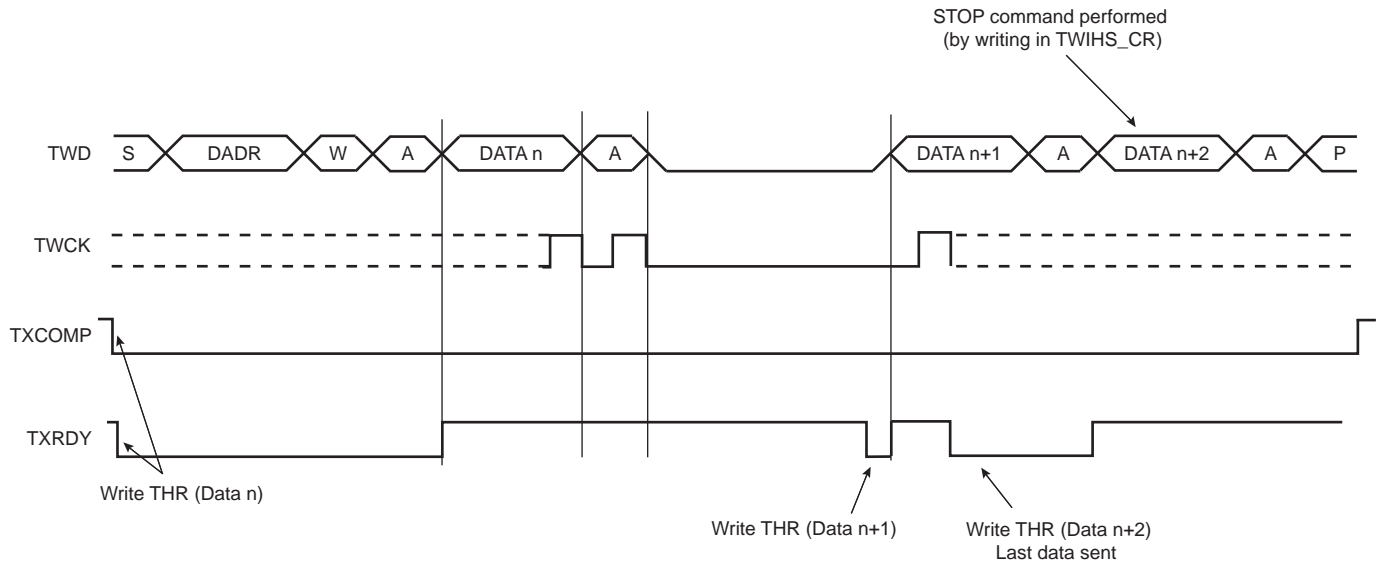 STOP command performed
(by writing in TWIHS_CR)
TWD S DADR W A DATA n A DATA n+1 A DATA n+2 A P
TWCK
TXCOMP
TXRDY
Write THR (Data n)
Write THR (Data n+1) Write THR (Data n+2)
Last data sent